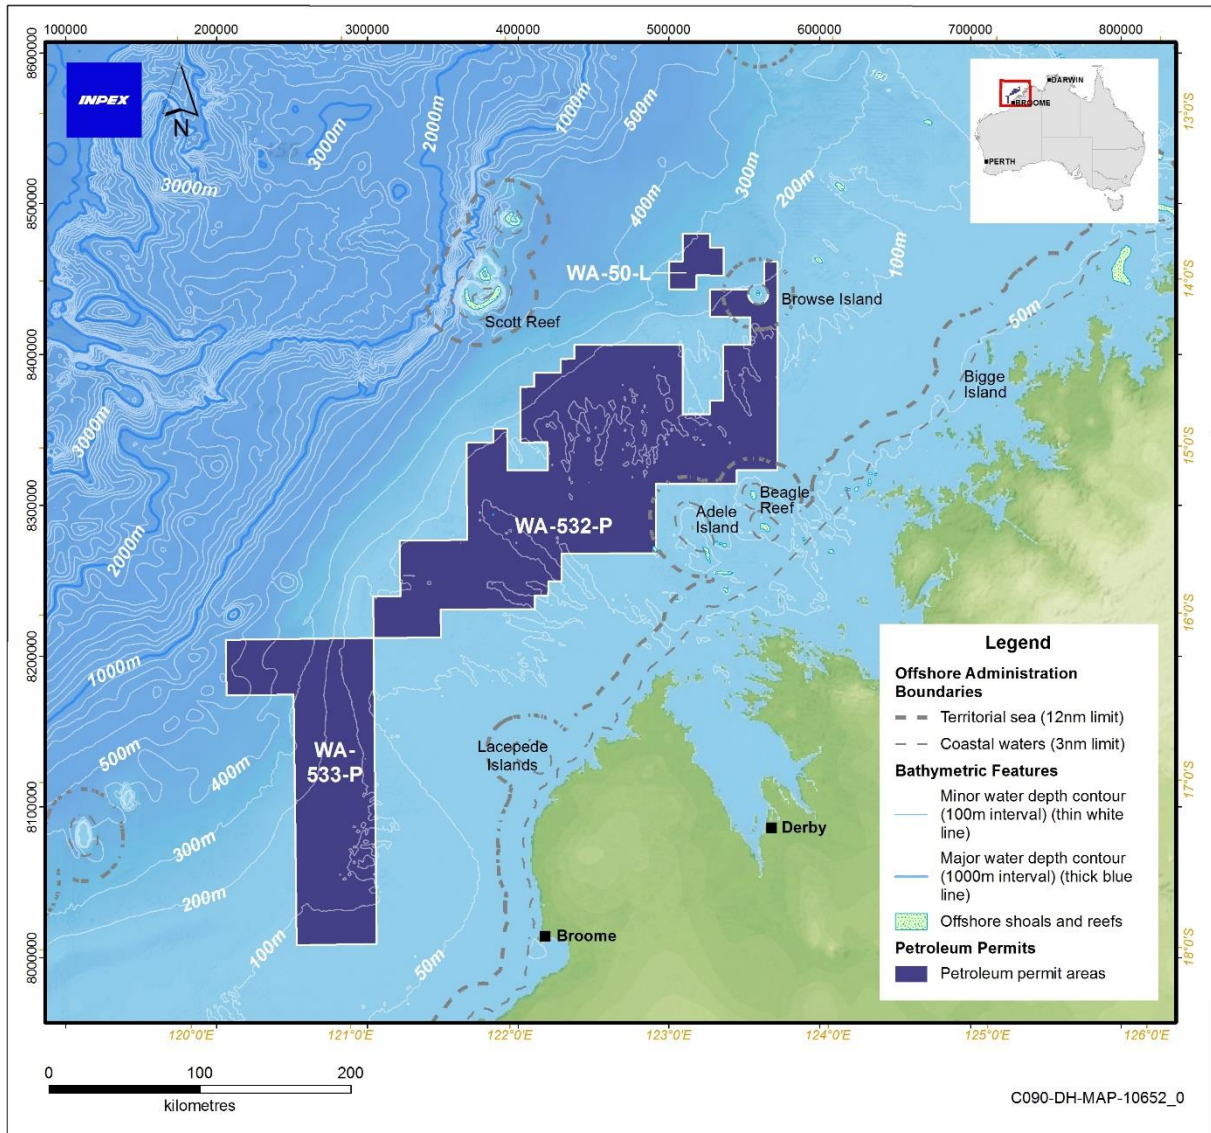 100000 200000 300000 400000 500000 600000 700000 800000
8600000
8500000
8400000
8300000
8200000
8100000
8000000
13°S
14°S
15°S
16°S
17°S
18°S
INPEX
N
3000m
3000m
2000m
1000m
500m
400m
300m
200m
100m
50m
DARWIN
BROOME
PERTH
WA-50-L
Browse Island
Scott Reef
Bigge
Island
3000m
2000m
1000m
500m
400m
300m
200m
100m
50m
Beagle
Reef
Adele
Island
WA-532-P
WA-
533-P
Lacepede
Islands
Derby
Broome
Legend
Offshore Administration
Boundaries
Territorial sea (12nm limit)
Coastal waters (3nm limit)
Bathymetric Features
Minor water depth contour
(100m interval) (thin white
line)
Major water depth contour
(1000m interval) (thick blue
line)
Offshore shoals and reefs
Petroleum Permits
Petroleum permit areas
120°0'E 121°0'E 122°0'E 123°0'E 124°0'E 125°0'E 126°0'E
0 100 200
kilometres
C090-DH-MAP-10652_0